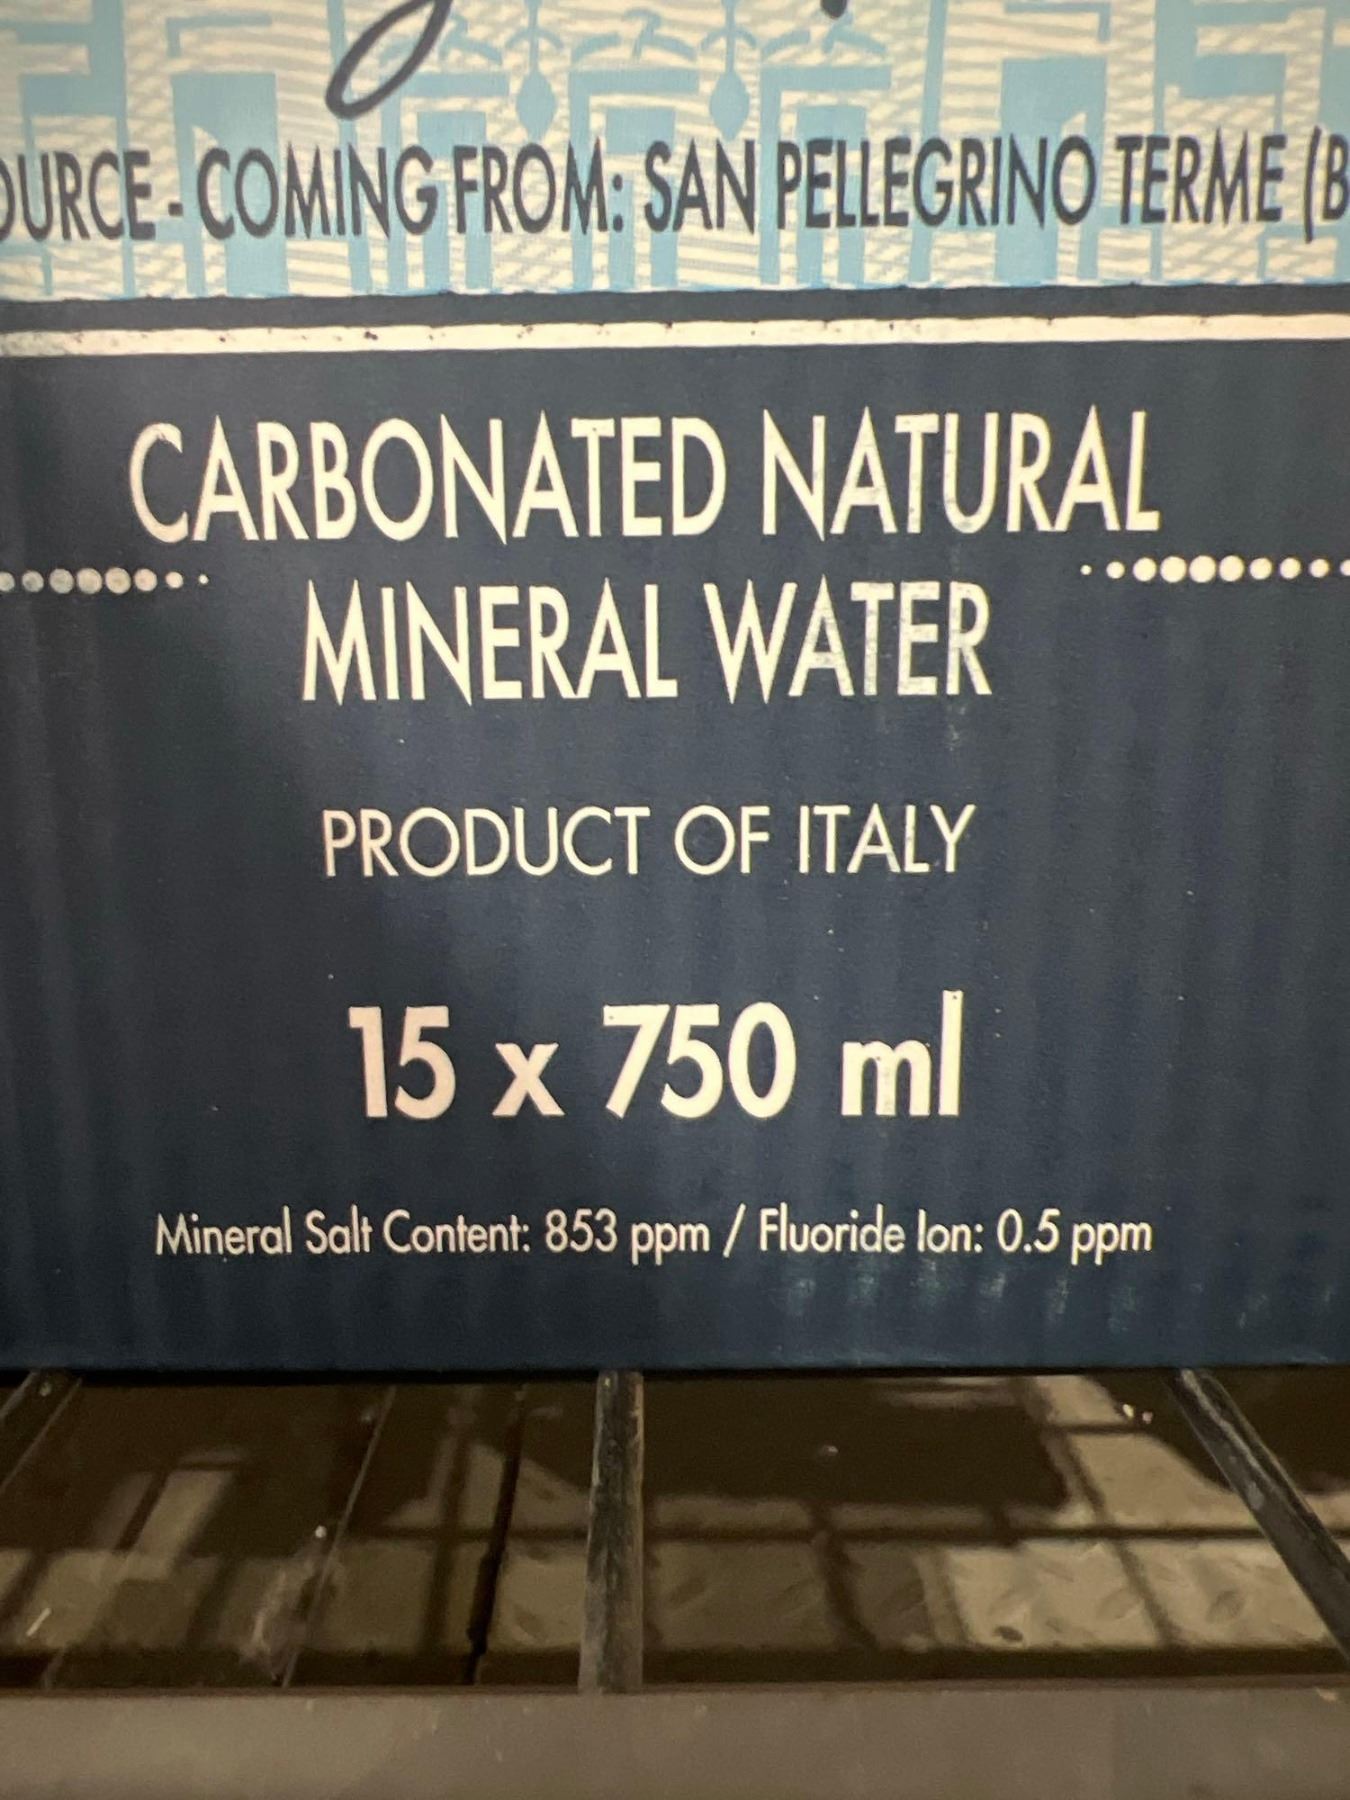 OURCE - COMING FROM: SAN PELLEGRINO TERME (B
CARBONATED NATURAL
MINERAL WATER
PRODUCT OF ITALY
15 x 750 ml
Mineral Salt Content: 853 ppm / Fluoride Ion: 0.5 ppm